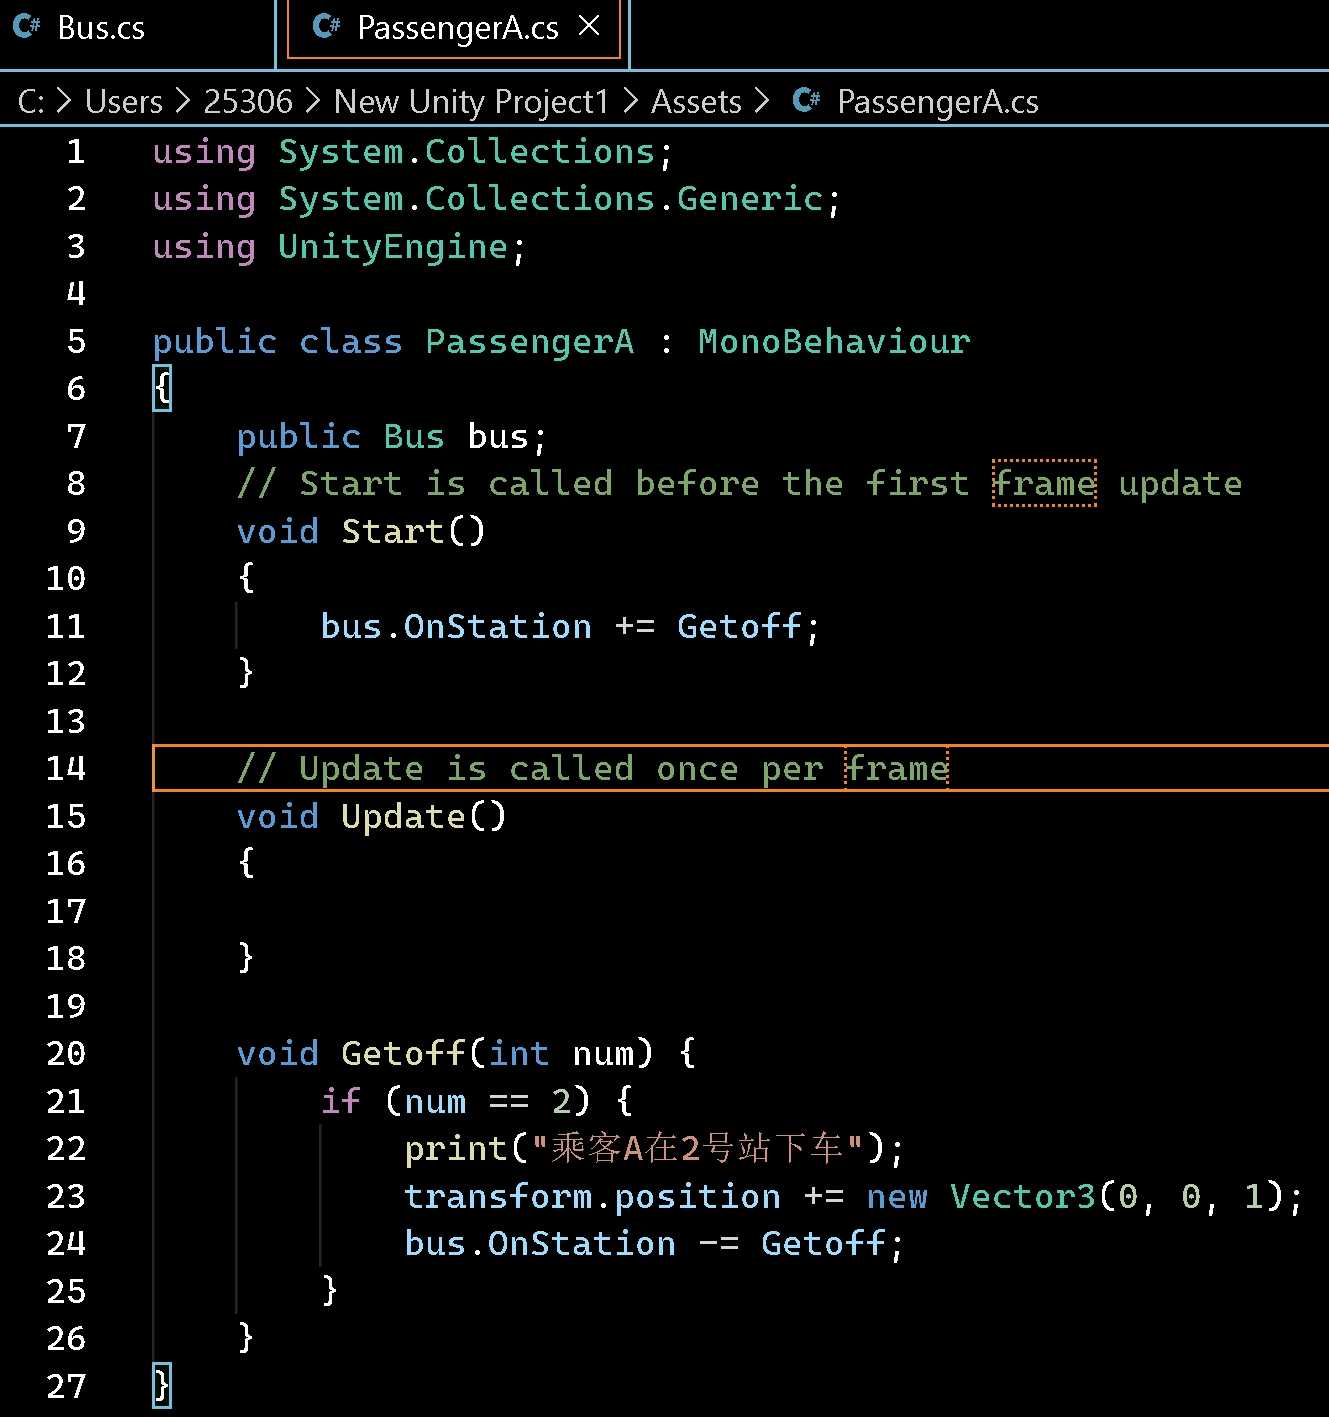 Bus.cs PassengerA.cs
C: > Users > 25306 > New Unity Project1 > Assets > PassengerA.cs
1 using System.Collections;
2 using System.Collections.Generic;
3 using UnityEngine;
4
5 public class PassengerA : MonoBehaviour
6 {
7     public Bus bus;
8     // Start is called before the first frame update
9     void Start()
10     {
11         bus.OnStation += Getoff;
12     }
13
14     // Update is called once per frame
15     void Update()
16     {
17
18     }
19
20     void Getoff(int num) {
21         if (num == 2) {
22             print("乘客A在2号站下车");
23             transform.position += new Vector3(0, 0, 1);
24             bus.OnStation -= Getoff;
25         }
26     }
27 }